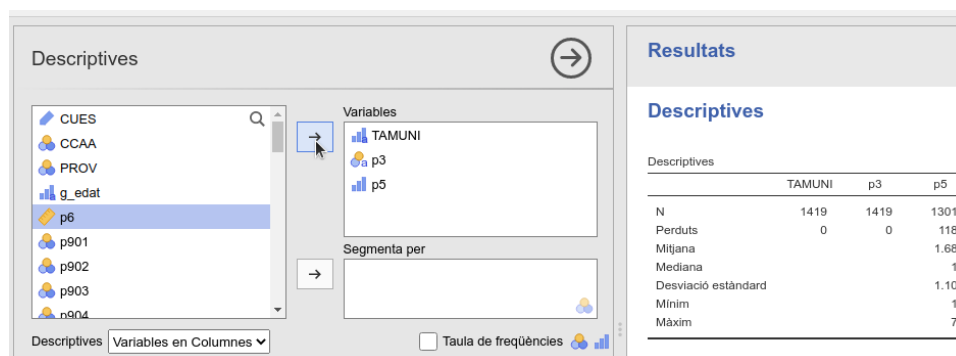 Descriptives
CUES
CCAA
PROV
g_edat
p6
p901
p902
p903
p904
Variables
TAMUNI
a p3
p5
Segmenta per
Descriptives Variables en Columnes
Taula de freqüències
Resultats
Descriptives
Descriptives
TAMUNI p3 p5
N 1419 1419 1301
Perduts 0 0 118
Mitjana 1.68
Mediana 1
Desviació estàndard 1.10
Mínim 1
Màxim 7